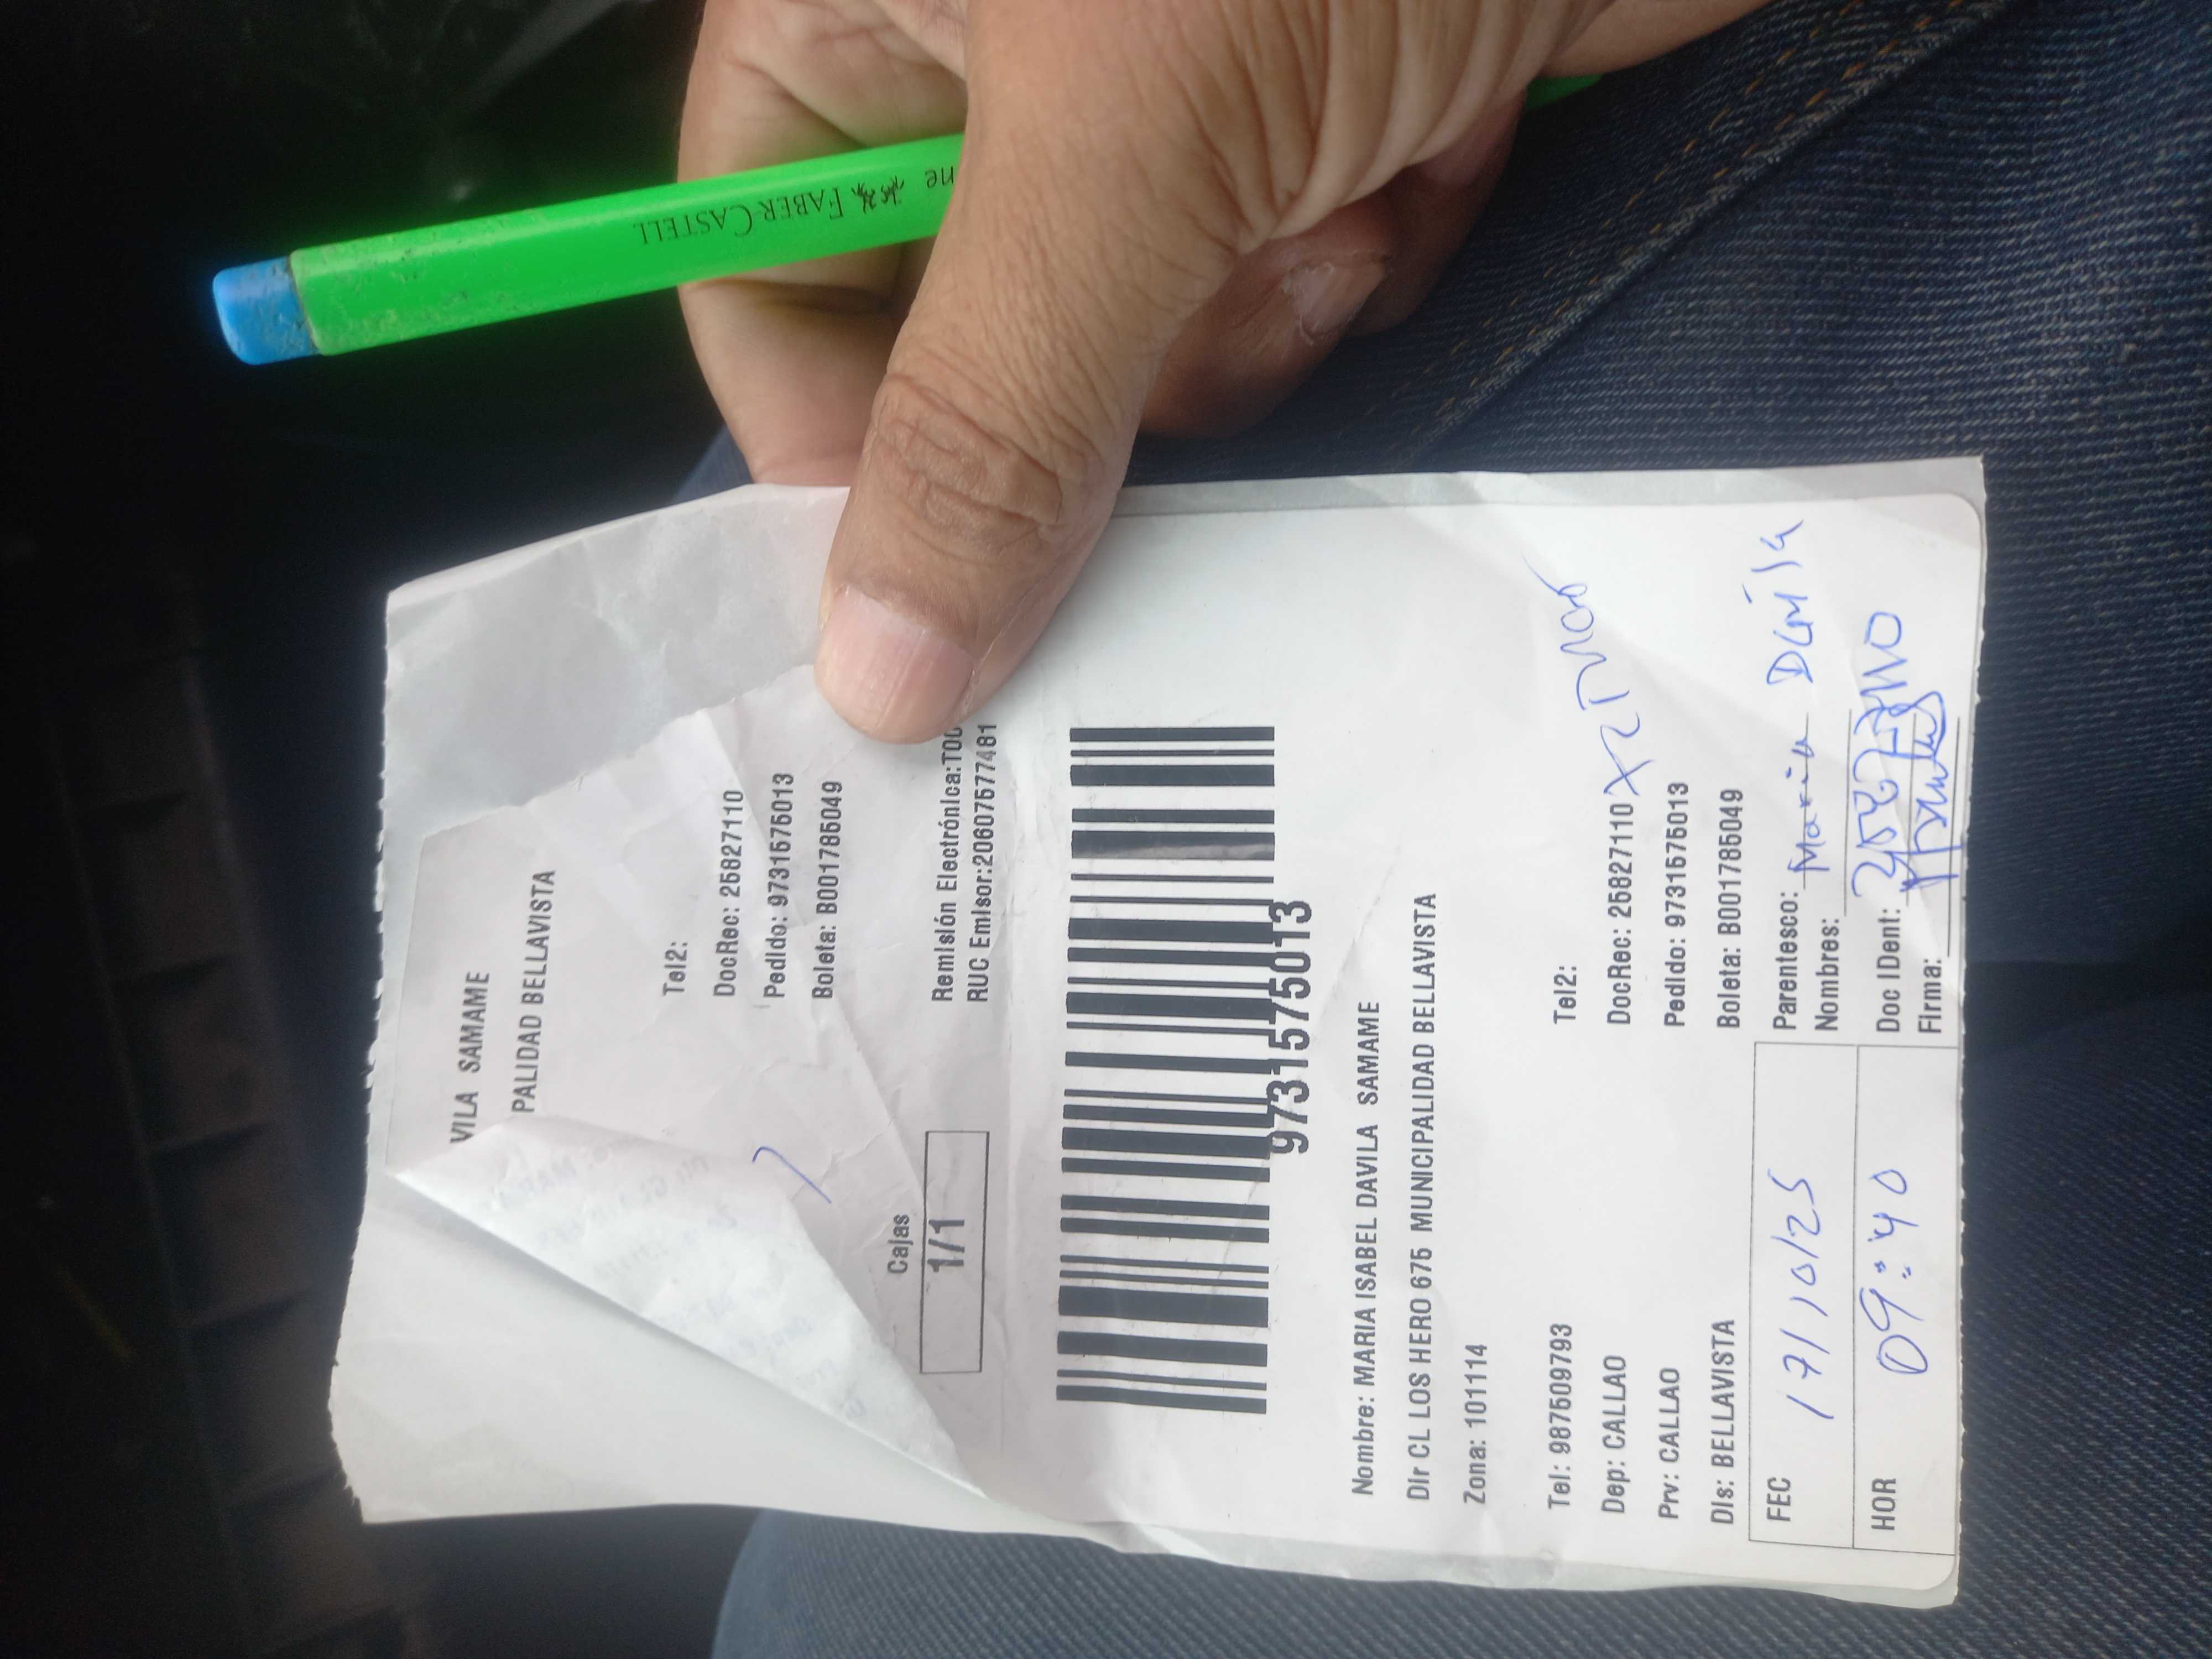 FABER-CASTELL
ne
VILA SAMAME
PALIDAD BELLAVISTA
Tel2:
DocRec: 25827110
Pedido: 9731575013
Boleta: B001785049
Cajas
1/1
Remisión Electrónica:T00
RUC Emisor:20607577481
9731575013
Nombre: MARIA ISABEL DAVILA SAMAME
Dir CL LOS HERO 675 MUNICIPALIDAD BELLAVISTA
Zona: 101114
Tel: 987509793 Tel2:
Dep: CALLAO DocRec: 25827110
Prv: CALLAO Pedido: 9731575013
Dis: BELLAVISTA Boleta: B001785049
FEC 17/10/25 Parentesco:
Nombres: Maria
HOR 09:40 Doc IDent:
Firma: